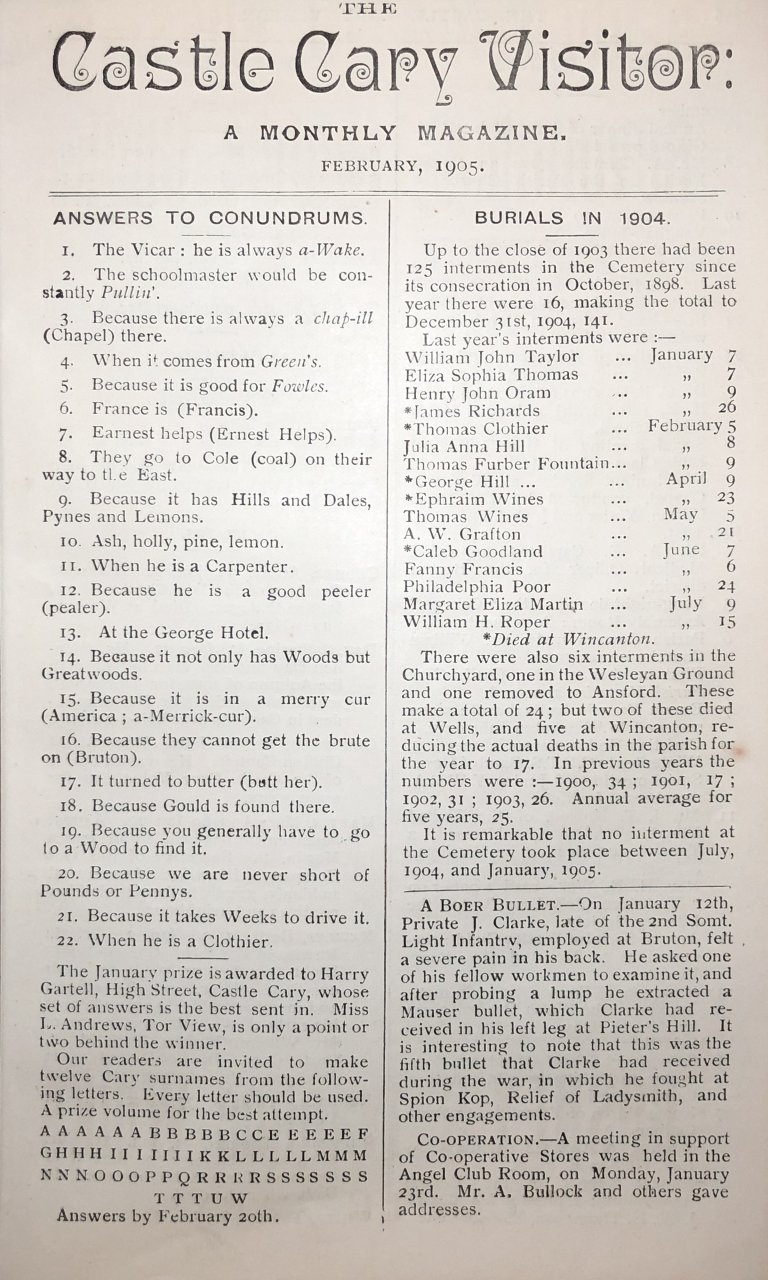 THE
Castle Cary Visitor:
A MONTHLY MAGAZINE.
FEBRUARY, 1905.
ANSWERS TO CONUNDRUMS.
1. The Vicar : he is always a-Wake.
2. The schoolmaster would be con-
stantly Pullin'.
3. Because there is always a chap-ill
(Chapel) there.
4. When it comes from Green's.
5. Because it is good for Fowles.
6. France is (Francis).
7. Earnest helps (Ernest Helps).
8. They go to Cole (coal) on their
way to the East.
9. Because it has Hills and Dales,
Pynes and Lemons.
10. Ash, holly, pine, lemon.
11. When he is a Carpenter.
12. Because he is a good peeler
(pealer).
13. At the George Hotel.
14. Because it not only has Woods but
Greatwoods.
15. Because it is in a merry cur
(America ; a-Merrick-cur).
16. Because they cannot get the brute
on (Bruton).
17. It turned to butter (butt her).
18. Because Gould is found there.
19. Because you generally have to go
to a Wood to find it.
20. Because we are never short of
Pounds or Pennys.
21. Because it takes Weeks to drive it.
22. When he is a Clothier.
The January prize is awarded to Harry
Gartell, High Street, Castle Cary, whose
set of answers is the best sent in. Miss
L. Andrews, Tor View, is only a point or
two behind the winner.
Our readers are invited to make
twelve Cary surnames from the follow-
ing letters. Every letter should be used.
A prize volume for the best attempt.
A A A A A A B B B B B C C E E E E E F
G H H H I I I I I I I K K L L L L L M M M
N N N O O O P P Q R R R R S S S S S S S
T T T U W
Answers by February 20th.
BURIALS IN 1904.
Up to the close of 1903 there had been
125 interments in the Cemetery since
its consecration in October, 1898. Last
year there were 16, making the total to
December 31st, 1904, 141.
Last year's interments were :—
William John Taylor ... January 7
Eliza Sophia Thomas ... ,, 7
Henry John Oram ... ,, 9
*James Richards ... ,, 26
*Thomas Clothier ... February 5
Julia Anna Hill ... ,, 8
Thomas Furber Fountain... ,, 9
*George Hill ... ... April 9
*Ephraim Wines ... ,, 23
Thomas Wines ... May 5
A. W. Grafton ... ,, 21
*Caleb Goodland ... June 7
Fanny Francis ... ,, 6
Philadelphia Poor ... ,, 24
Margaret Eliza Martin ... July 9
William H. Roper ... ,, 15
*Died at Wincanton.
There were also six interments in the
Churchyard, one in the Wesleyan Ground
and one removed to Ansford. These
make a total of 24 ; but two of these died
at Wells, and five at Wincanton, re-
ducing the actual deaths in the parish for
the year to 17. In previous years the
numbers were :—1900, 34 ; 1901, 17 ;
1902, 31 ; 1903, 26. Annual average for
five years, 25.
It is remarkable that no interment at
the Cemetery took place between July,
1904, and January, 1905.
A BOER BULLET.—On January 12th,
Private J. Clarke, late of the 2nd Somt.
Light Infantry, employed at Bruton, felt
a severe pain in his back. He asked one
of his fellow workmen to examine it, and
after probing a lump he extracted a
Mauser bullet, which Clarke had re-
ceived in his left leg at Pieter's Hill. It
is interesting to note that this was the
fifth bullet that Clarke had received
during the war, in which he fought at
Spion Kop, Relief of Ladysmith, and
other engagements.
CO-OPERATION.—A meeting in support
of Co-operative Stores was held in the
Angel Club Room, on Monday, January
23rd. Mr. A. Bullock and others gave
addresses.